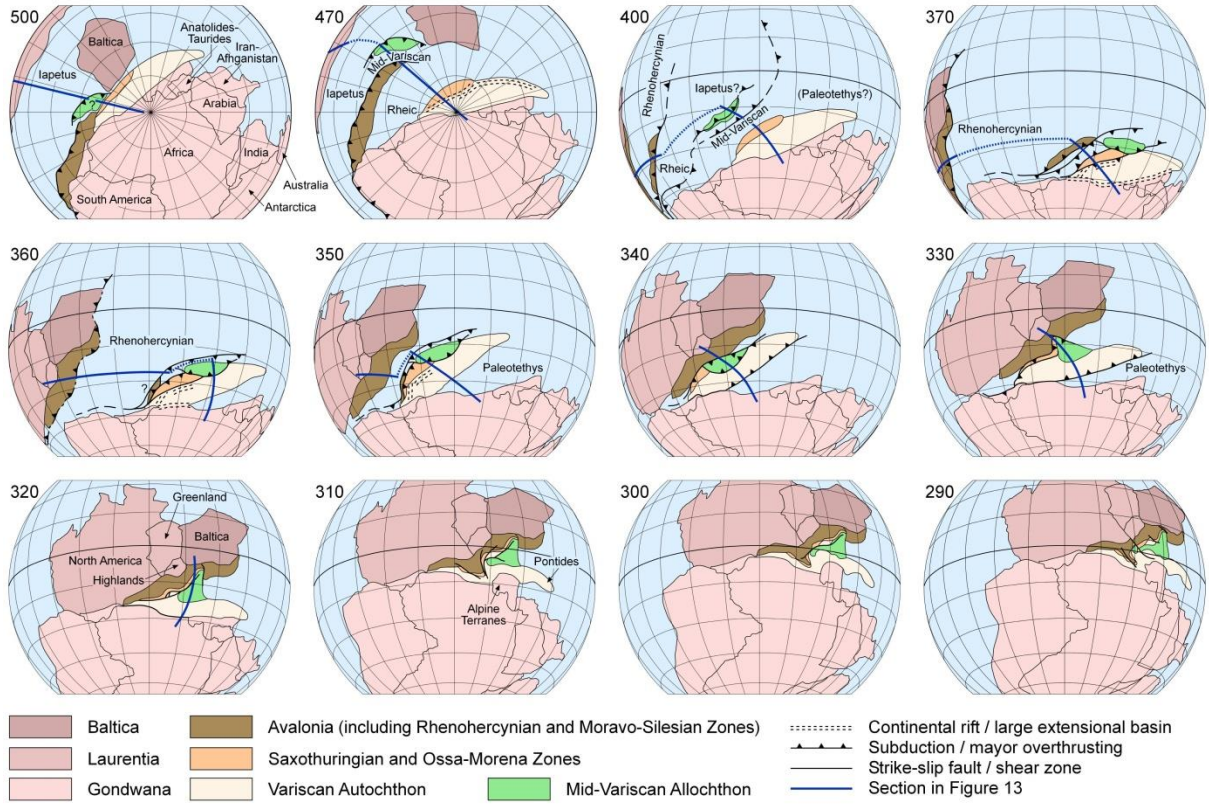 500
Baltica
Iapetus
?
Anatolides-
Taurides
Iran-
Afghanistan
Arabia
Africa
India
South America
Australia
Antarctica
470
Mid-Variscan
Iapetus
Rheic
400
Rhenohercynian
Iapetus?
Mid-Variscan
(Paleotethys?)
Rheic
370
Rhenohercynian
360
Rhenohercynian
?
350
Paleotethys
340
330
Paleotethys
320
Greenland
Baltica
North America
Highlands
310
Pontides
Alpine
Terranes
300
290
Baltica
Laurentia
Gondwana
Avalonia (including Rhenohercynian and Moravo-Silesian Zones)
Saxothuringian and Ossa-Morena Zones
Variscan Autochthon
Mid-Variscan Allochthon
Continental rift / large extensional basin
Subduction / mayor overthrusting
Strike-slip fault / shear zone
Section in Figure 13